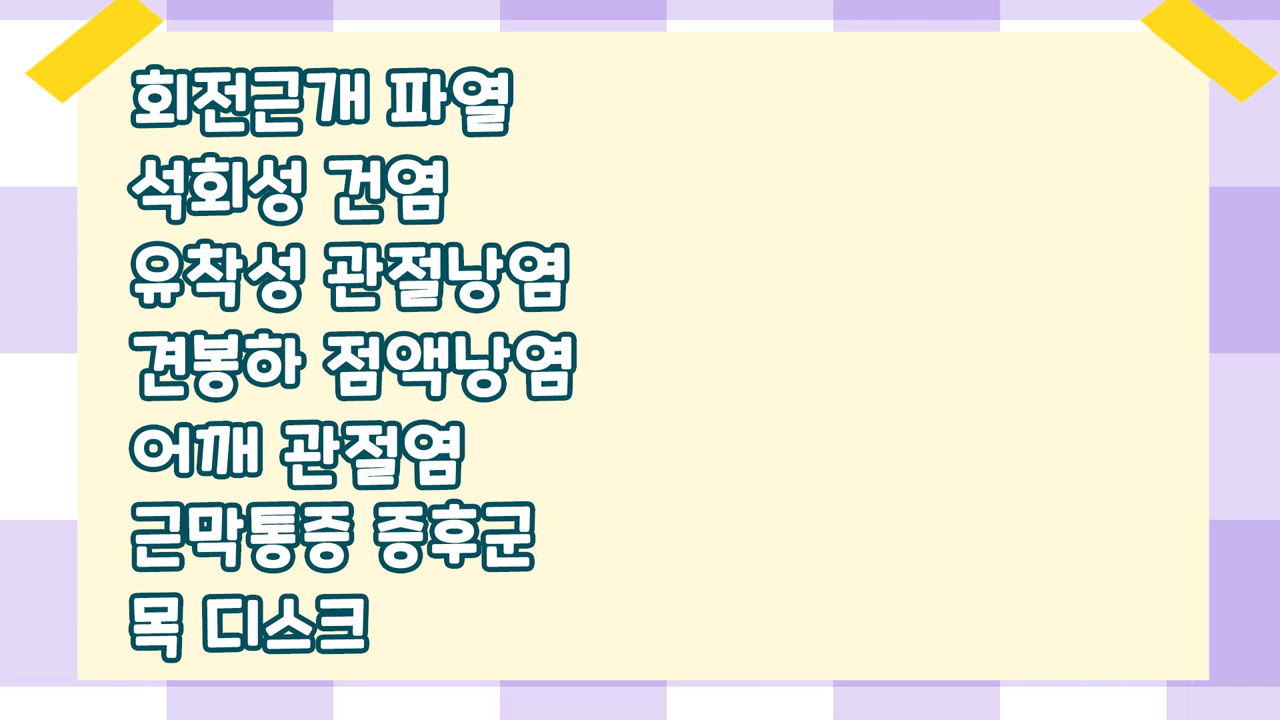 회전근개 파열
석회성 건염
유착성 관절낭염
견봉하 점액낭염
어깨 관절염
근막통증 증후군
목 디스크